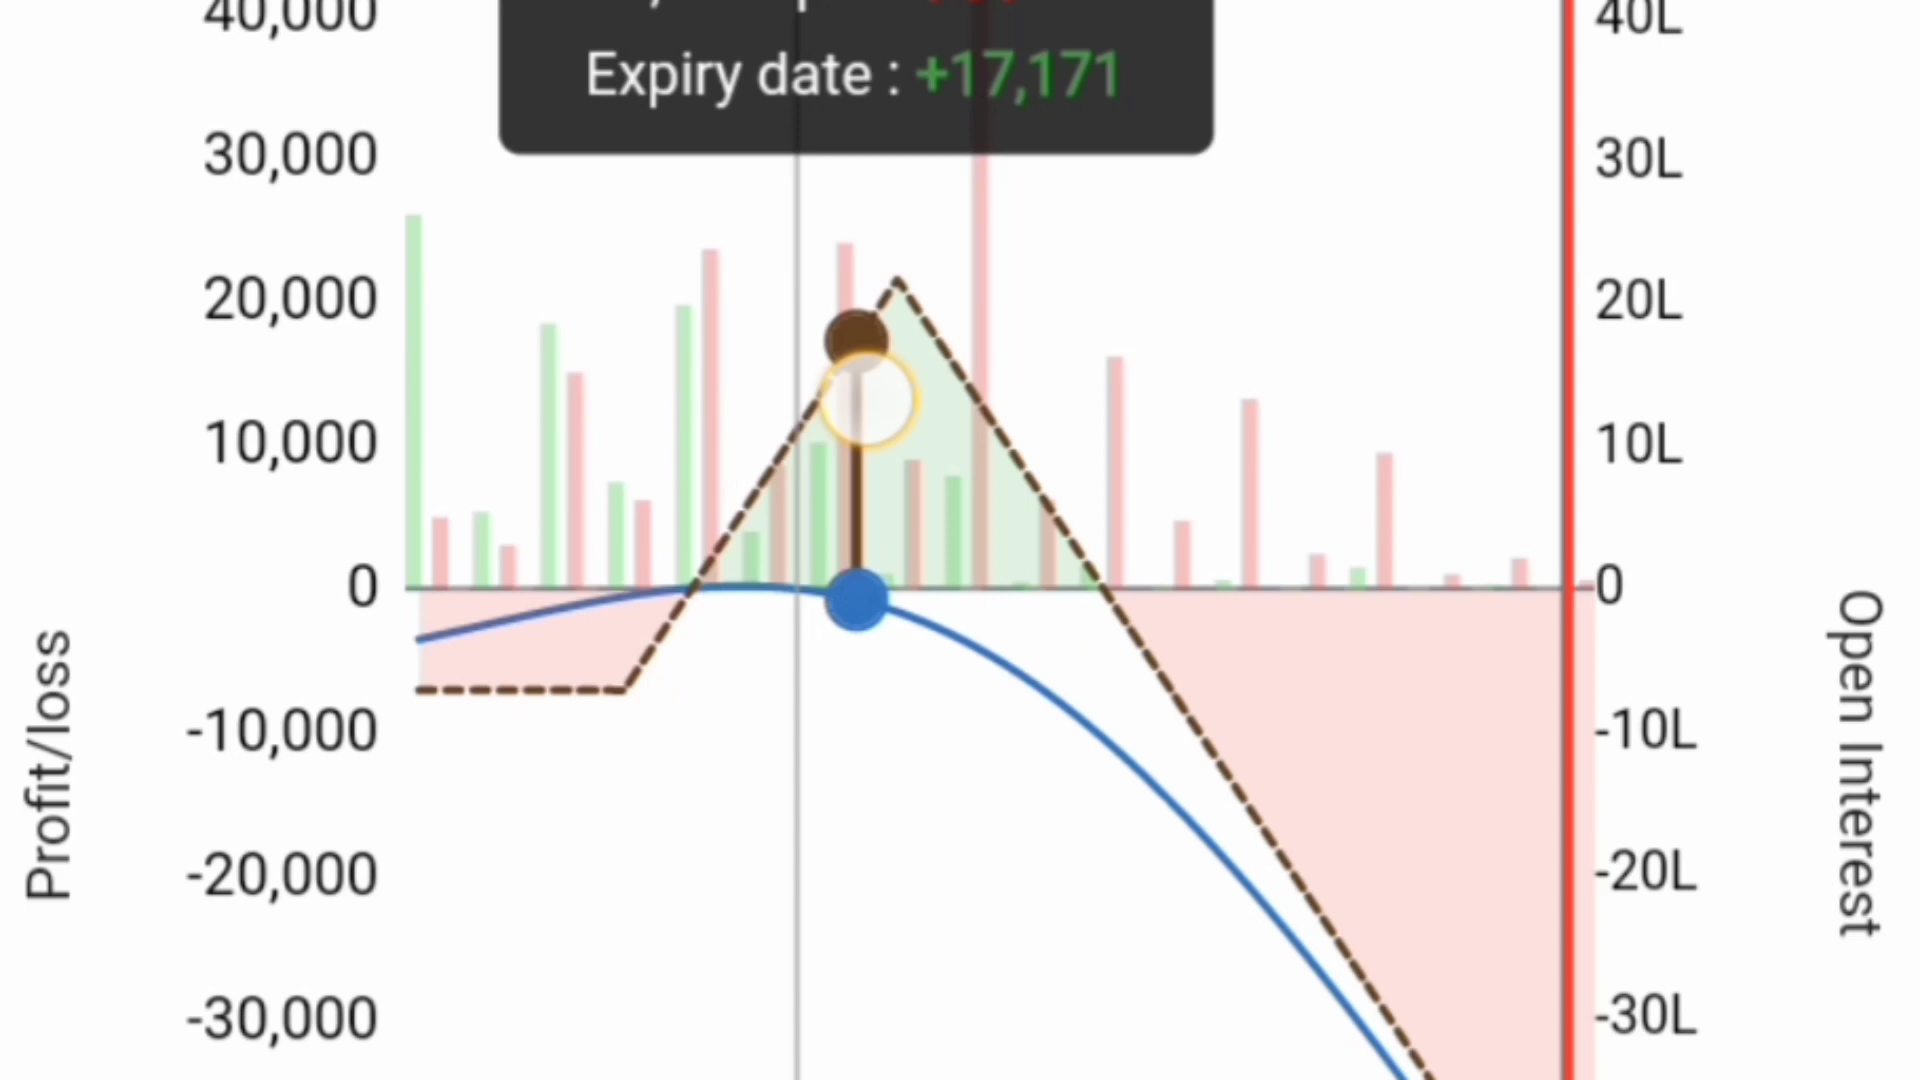 40,000
40L
Expiry date : +17,171
30,000
30L
20,000
20L
10,000
10L
0
0
-10,000
-10L
-20,000
-20L
-30,000
-30L
Profit/loss
Open Interest